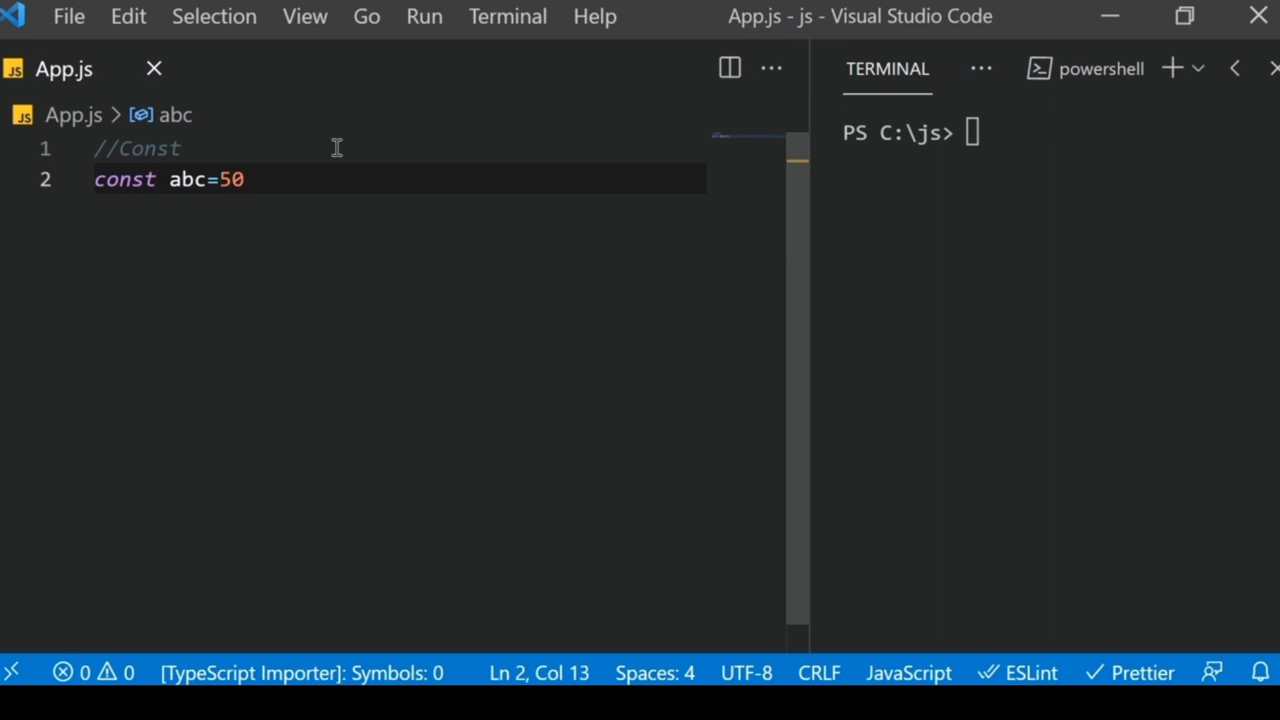 File Edit Selection View Go Run Terminal Help App.js - js - Visual Studio Code
JS App.js
JS App.js > abc
1 //Const
2 const abc=50
TERMINAL ... powershell
PS C:\js>
0 0 [TypeScript Importer]: Symbols: 0 Ln 2, Col 13 Spaces: 4 UTF-8 CRLF JavaScript ESLint Prettier